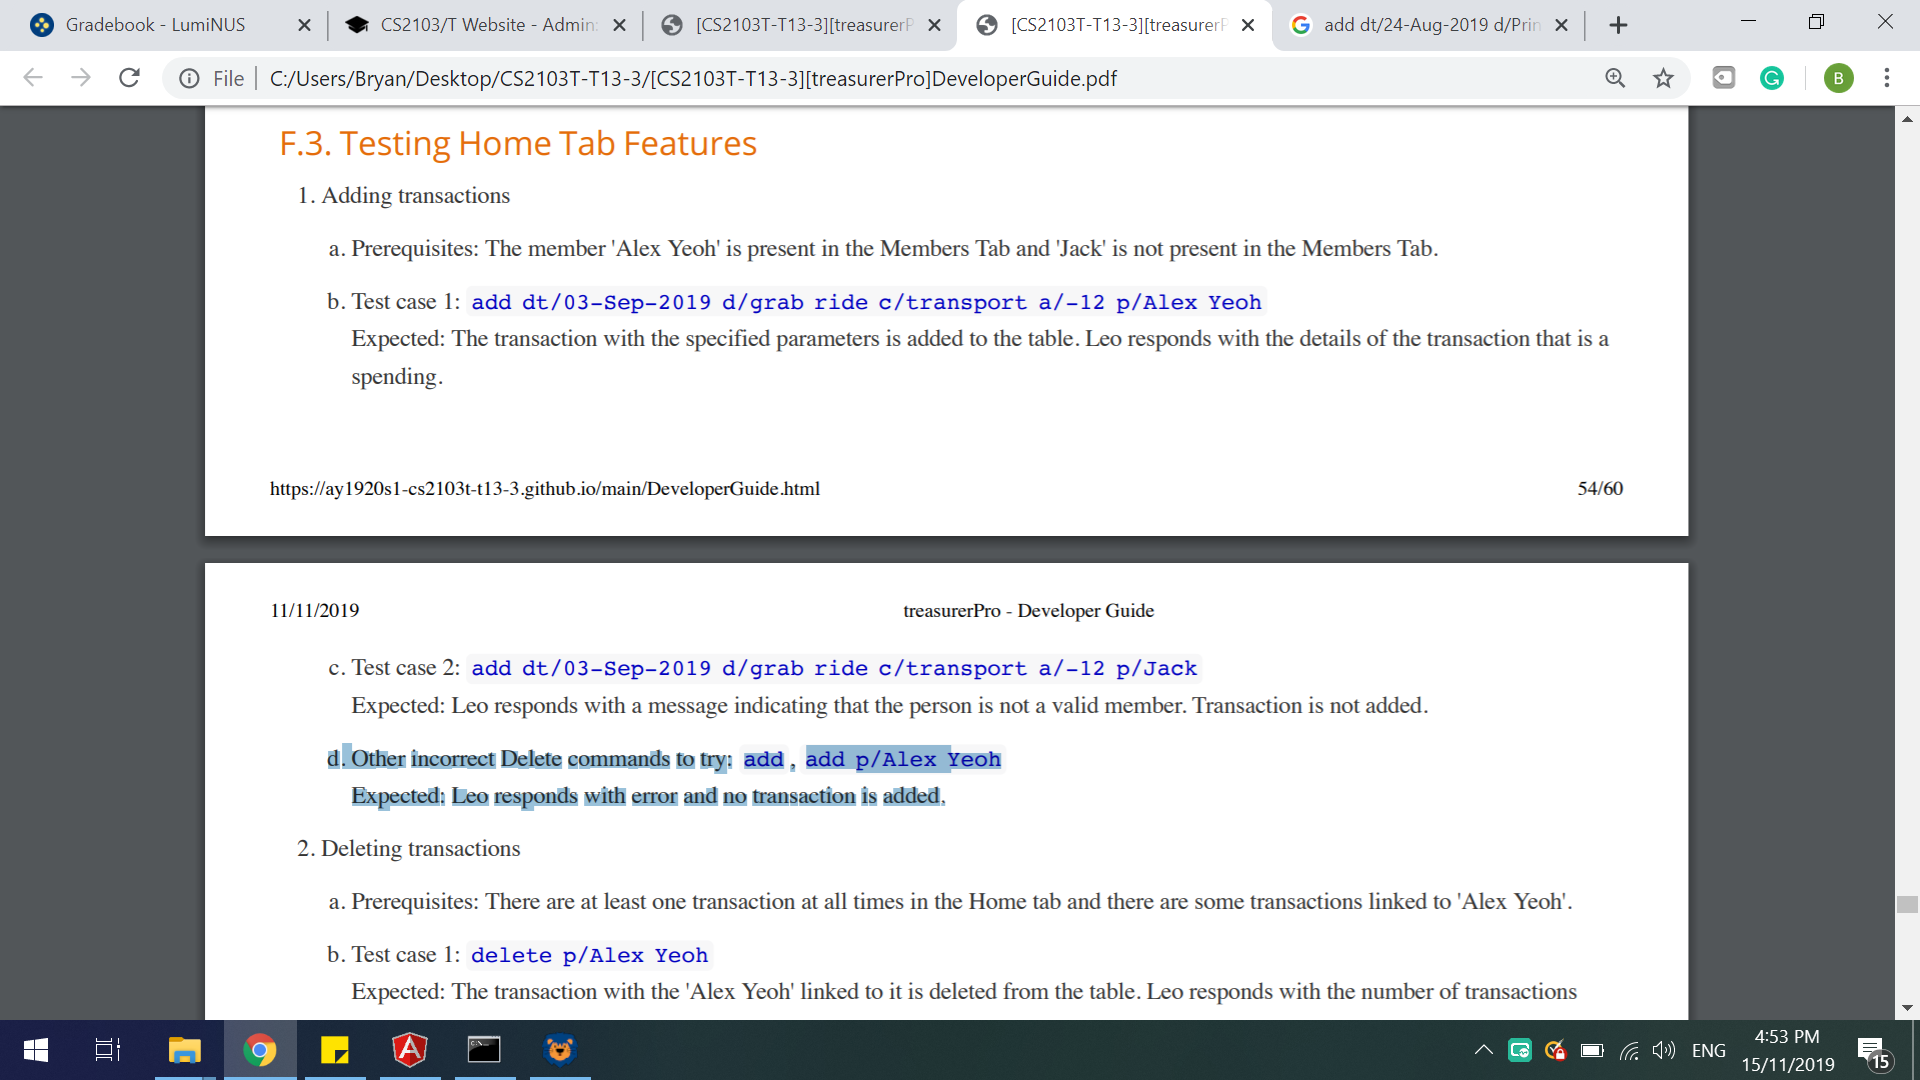 Gradebook - LumiNUS
CS2103/T Website - Admin:
[CS2103T-T13-3][treasurerP
[CS2103T-T13-3][treasurerP
add dt/24-Aug-2019 d/Prin
File
C:/Users/Bryan/Desktop/CS2103T-T13-3/[CS2103T-T13-3][treasurerPro]DeveloperGuide.pdf
B
F.3. Testing Home Tab Features
1. Adding transactions
a. Prerequisites: The member 'Alex Yeoh' is present in the Members Tab and 'Jack' is not present in the Members Tab.
b. Test case 1: add dt/03-Sep-2019 d/grab ride c/transport a/-12 p/Alex Yeoh
Expected: The transaction with the specified parameters is added to the table. Leo responds with the details of the transaction that is a
spending.
https://ay1920s1-cs2103t-t13-3.github.io/main/DeveloperGuide.html 54/60
11/11/2019 treasurerPro - Developer Guide
c. Test case 2: add dt/03-Sep-2019 d/grab ride c/transport a/-12 p/Jack
Expected: Leo responds with a message indicating that the person is not a valid member. Transaction is not added.
d. Other incorrect Delete commands to try: add , add p/Alex Yeoh
Expected: Leo responds with error and no transaction is added.
2. Deleting transactions
a. Prerequisites: There are at least one transaction at all times in the Home tab and there are some transactions linked to 'Alex Yeoh'.
b. Test case 1: delete p/Alex Yeoh
Expected: The transaction with the 'Alex Yeoh' linked to it is deleted from the table. Leo responds with the number of transactions
ENG
4:53 PM
15/11/2019
15